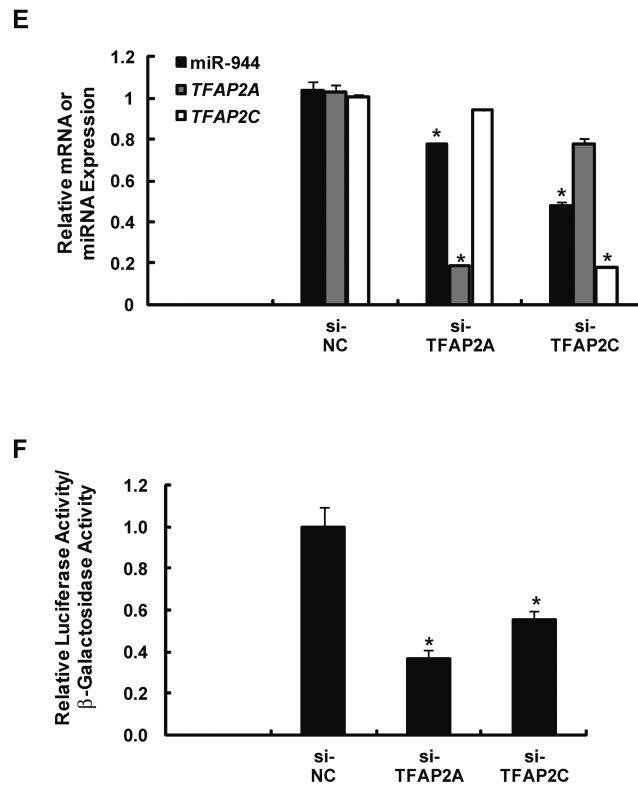 E
Relative mRNA or
miRNA Expression
1.2
1
0.8
0.6
0.4
0.2
0
miR-944
TFAP2A
TFAP2C
*
*
*
*
si-
NC
si-
TFAP2A
si-
TFAP2C
F
Relative Luciferase Activity/
β-Galactosidase Activity
1.2
1.0
0.8
0.6
0.4
0.2
0.0
*
*
si-
NC
si-
TFAP2A
si-
TFAP2C